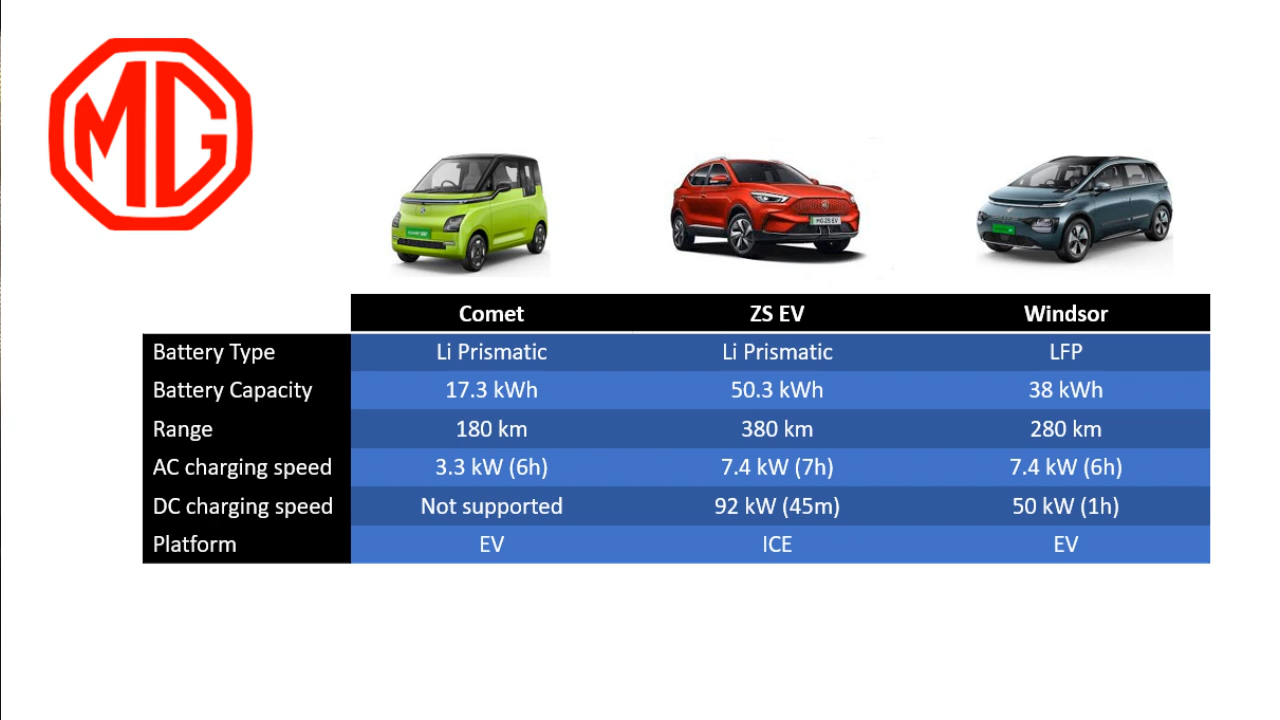 MG
MG ZS EV
Comet ZS EV Windsor
Battery Type Li Prismatic Li Prismatic LFP
Battery Capacity 17.3 kWh 50.3 kWh 38 kWh
Range 180 km 380 km 280 km
AC charging speed 3.3 kW (6h) 7.4 kW (7h) 7.4 kW (6h)
DC charging speed Not supported 92 kW (45m) 50 kW (1h)
Platform EV ICE EV